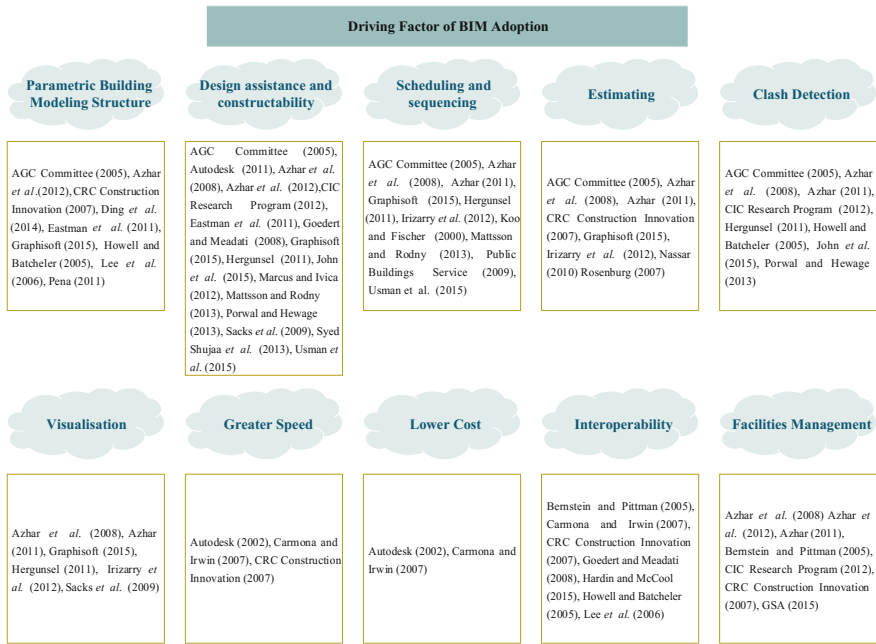 Driving Factor of BIM Adoption
Parametric Building
Modeling Structure
AGC Committee (2005), Azhar
et al.(2012), CRC Construction
Innovation (2007), Ding et al.
(2014), Eastman et al. (2011),
Graphisoft (2015), Howell and
Batcheler (2005), Lee et al.
(2006), Pena (2011)
Design assistance and
constructability
AGC Committee (2005),
Autodesk (2011), Azhar et al.
(2008), Azhar et al. (2012),CIC
Research Program (2012),
Eastman et al. (2011), Goedert
and Meadati (2008), Graphisoft
(2015), Hergunsel (2011), John
et al. (2015), Marcus and Ivica
(2012), Mattsson and Rodny
(2013), Porwal and Hewage
(2013), Sacks et al. (2009), Syed
Shujaa et al. (2013), Usman et
al. (2015)
Scheduling and
sequencing
AGC Committee (2005), Azhar
et al. (2008), Azhar (2011),
Graphisoft (2015), Hergunsel
(2011), Irizarry et al. (2012), Koo
and Fischer (2000), Mattsson
and Rodny (2013), Public
Buildings Service (2009),
Usman et al. (2015)
Estimating
AGC Committee (2005), Azhar
et al. (2008), Azhar (2011),
CRC Construction Innovation
(2007), Graphisoft (2015),
Irizarry et al. (2012), Nassar
(2010) Rosenburg (2007)
Clash Detection
AGC Committee (2005), Azhar
et al. (2008), Azhar (2011),
CIC Research Program (2012),
Hergunsel (2011), Howell and
Batcheler (2005), John et al.
(2015), Porwal and Hewage
(2013)
Visualisation
Azhar et al. (2008), Azhar
(2011), Graphisoft (2015),
Hergunsel (2011), Irizarry et
al. (2012), Sacks et al. (2009)
Greater Speed
Autodesk (2002), Carmona and
Irwin (2007), CRC Construction
Innovation (2007)
Lower Cost
Autodesk (2002), Carmona and
Irwin (2007)
Interoperability
Bernstein and Pittman (2005),
Carmona and Irwin (2007),
CRC Construction Innovation
(2007), Goedert and Meadati
(2008), Hardin and McCool
(2015), Howell and Batcheler
(2005), Lee et al. (2006)
Facilities Management
Azhar et al. (2008) Azhar et
al. (2012), Azhar (2011),
Bernstein and Pittman (2005),
CIC Research Program (2012),
CRC Construction Innovation
(2007), GSA (2015)